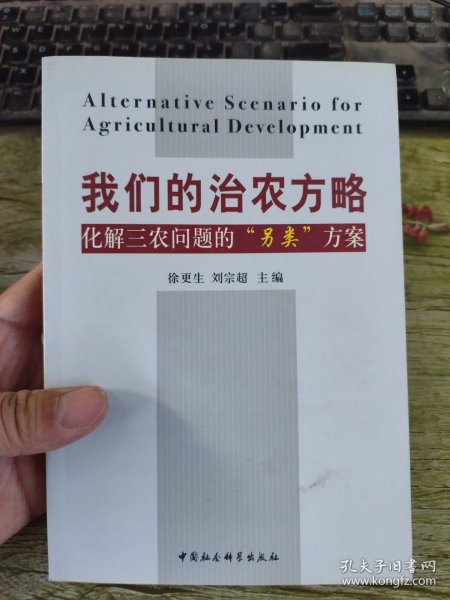 Alternative Scenario for
Agricultural Development
我们的治农方略
化解三农问题的“另类”方案
徐更生 刘宗超 主编
中国社会科学出版社
孔夫子旧书网
www.kongfz.com